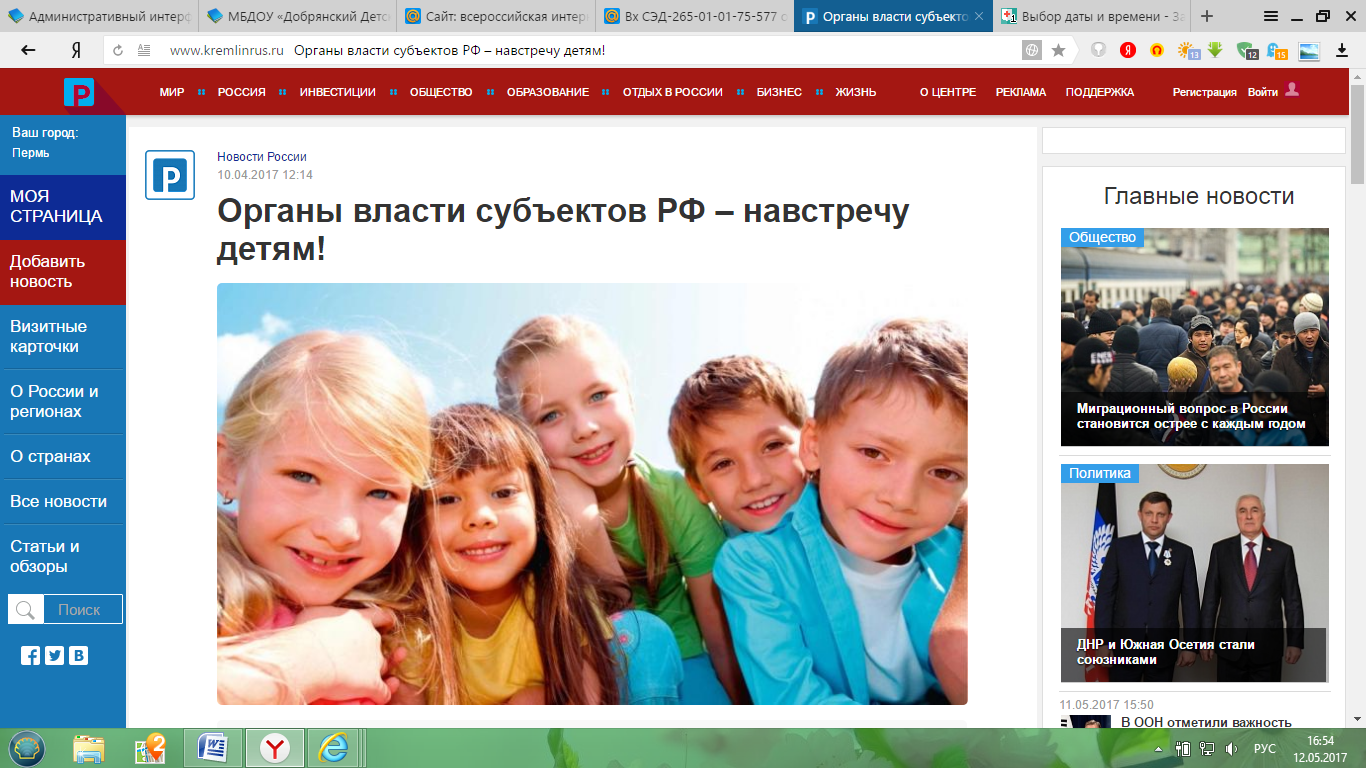 Административный интерф
МБДОУ «Добрянский Детс
Сайт: всероссийская интер
Вх СЭД-265-01-01-75-577 о
Органы власти субъекто
Выбор даты и времени - За
www.kremlinrus.ru Органы власти субъектов РФ – навстречу детям!
13
12
15
МИР
РОССИЯ
ИНВЕСТИЦИИ
ОБЩЕСТВО
ОБРАЗОВАНИЕ
ОТДЫХ В РОССИИ
БИЗНЕС
ЖИЗНЬ
О ЦЕНТРЕ
РЕКЛАМА
ПОДДЕРЖКА
Регистрация
Войти
Ваш город:
Пермь
МОЯ
СТРАНИЦА
Добавить
новость
Визитные
карточки
О России и
регионах
О странах
Все новости
Статьи и
обзоры
Поиск
Новости России
10.04.2017 12:14
Органы власти субъектов РФ – навстречу
детям!
Главные новости
Общество
Миграционный вопрос в России
становится острее с каждым годом
Политика
ДНР и Южная Осетия стали
союзниками
11.05.2017 15:50
В ООН отметили важность
РУС
16:54
12.05.2017